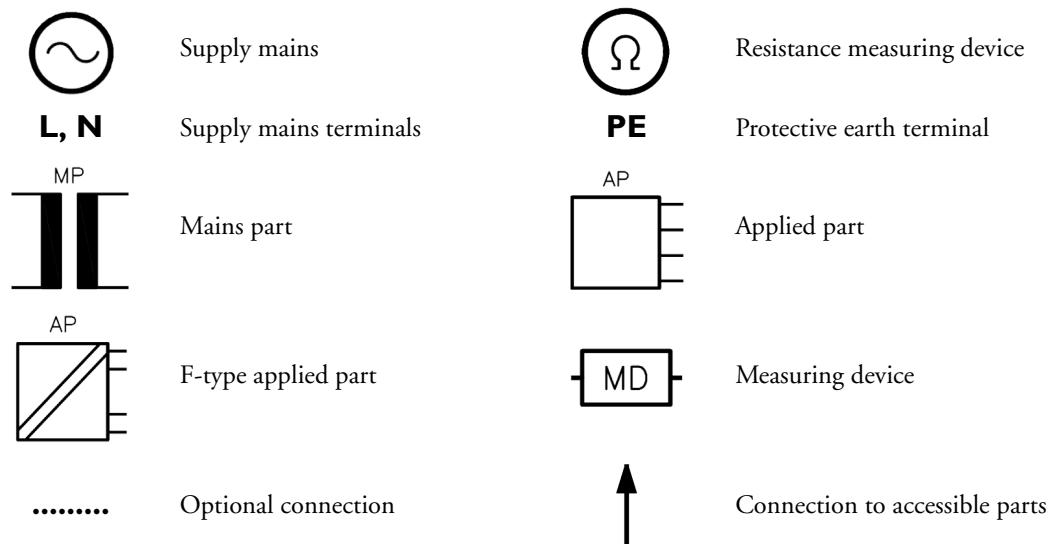 Supply mains
Ω
Resistance measuring device
L, N
Supply mains terminals
PE
Protective earth terminal
MP
Mains part
AP
Applied part
AP
F-type applied part
MD
Measuring device
Optional connection
Connection to accessible parts